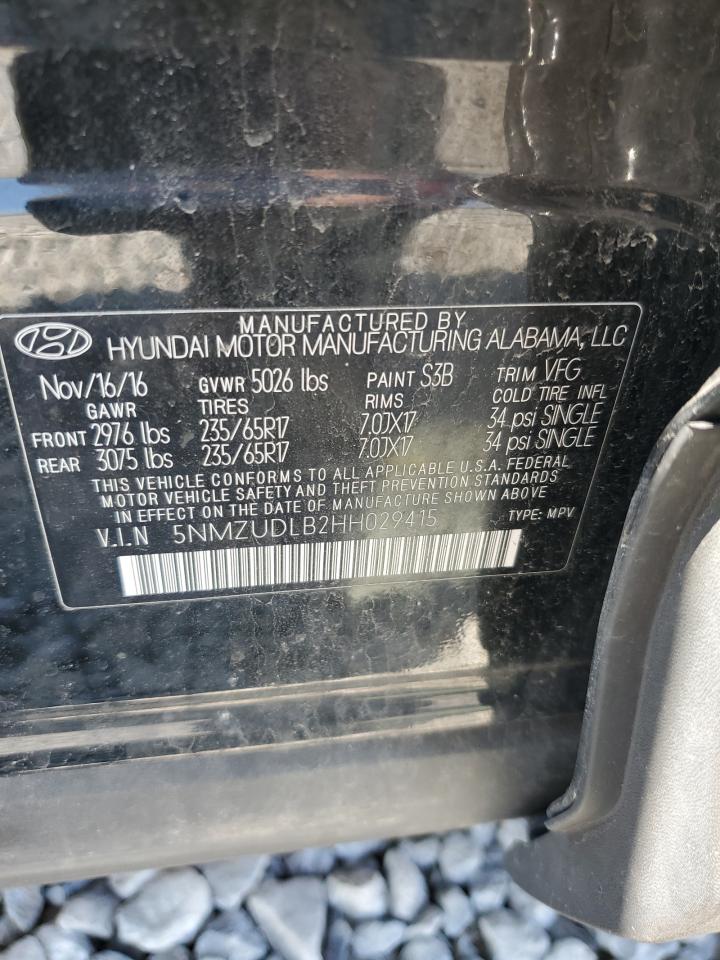 MANUFACTURED BY
HYUNDAI MOTOR MANUFACTURING ALABAMA, LLC
Nov/16/16 GVWR 5026 lbs PAINT S3B TRIM VFG
GAWR TIRES RIMS COLD TIRE INFL
FRONT 2976 lbs 235/65R17 7.0JX17 34 psi SINGLE
REAR 3075 lbs 235/65R17 7.0JX17 34 psi SINGLE
THIS VEHICLE CONFORMS TO ALL APPLICABLE U.S.A. FEDERAL
MOTOR VEHICLE SAFETY AND THEFT PREVENTION STANDARDS
IN EFFECT ON THE DATE OF MANUFACTURE SHOWN ABOVE
V.I.N 5NMZUDLB2HH029415 TYPE: MPV